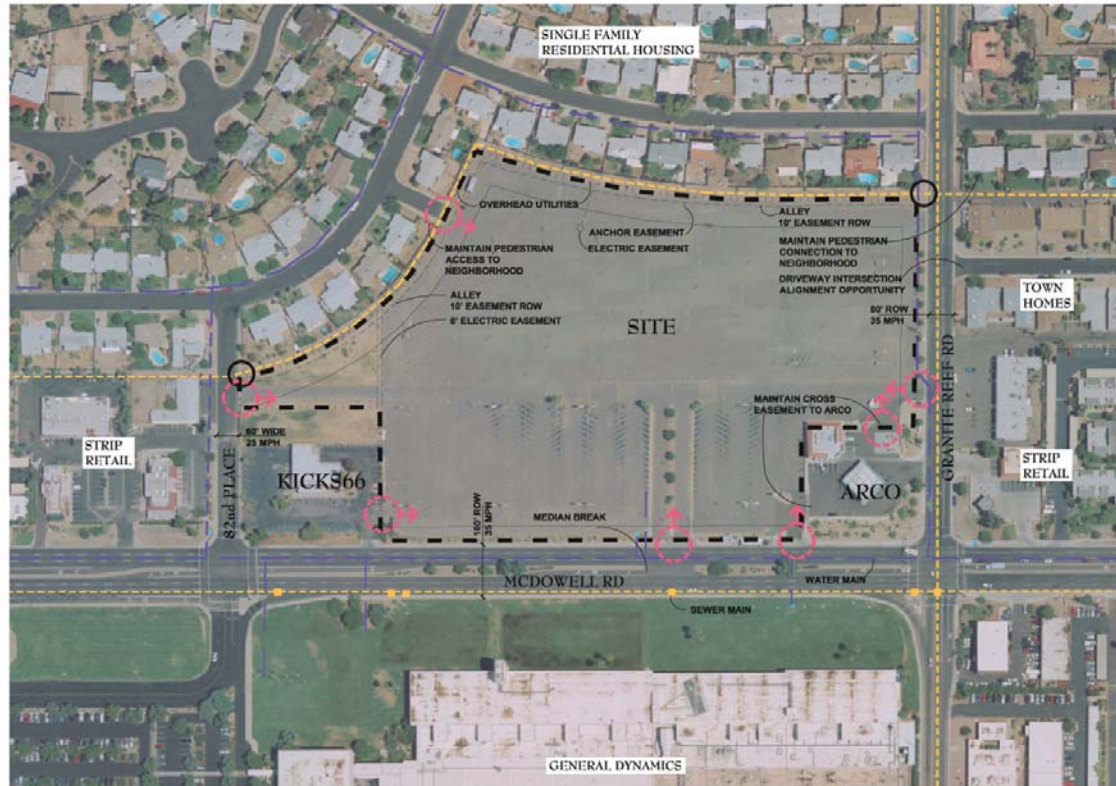 SINGLE FAMILY
RESIDENTIAL HOUSING
OVERHEAD UTILITIES
ANCHOR EASEMENT
ELECTRIC EASEMENT
ALLEY
10' EASEMENT ROW
MAINTAIN PEDESTRIAN
ACCESS TO
NEIGHBORHOOD
MAINTAIN PEDESTRIAN
CONNECTION TO
NEIGHBORHOOD
DRIVEWAY INTERSECTION
ALIGNMENT OPPORTUNITY
ALLEY
10' EASEMENT ROW
8' ELECTRIC EASEMENT
SITE
80' ROW
35 MPH
TOWN
HOMES
GRANITE REEF RD
MAINTAIN CROSS
EASEMENT TO ARCO
60' WIDE
25 MPH
STRIP
RETAIL
82nd PLACE
KICKS66
ARCO
STRIP
RETAIL
160' ROW
35 MPH
MEDIAN BREAK
MCDOWELL RD
WATER MAIN
SEWER MAIN
GENERAL DYNAMICS